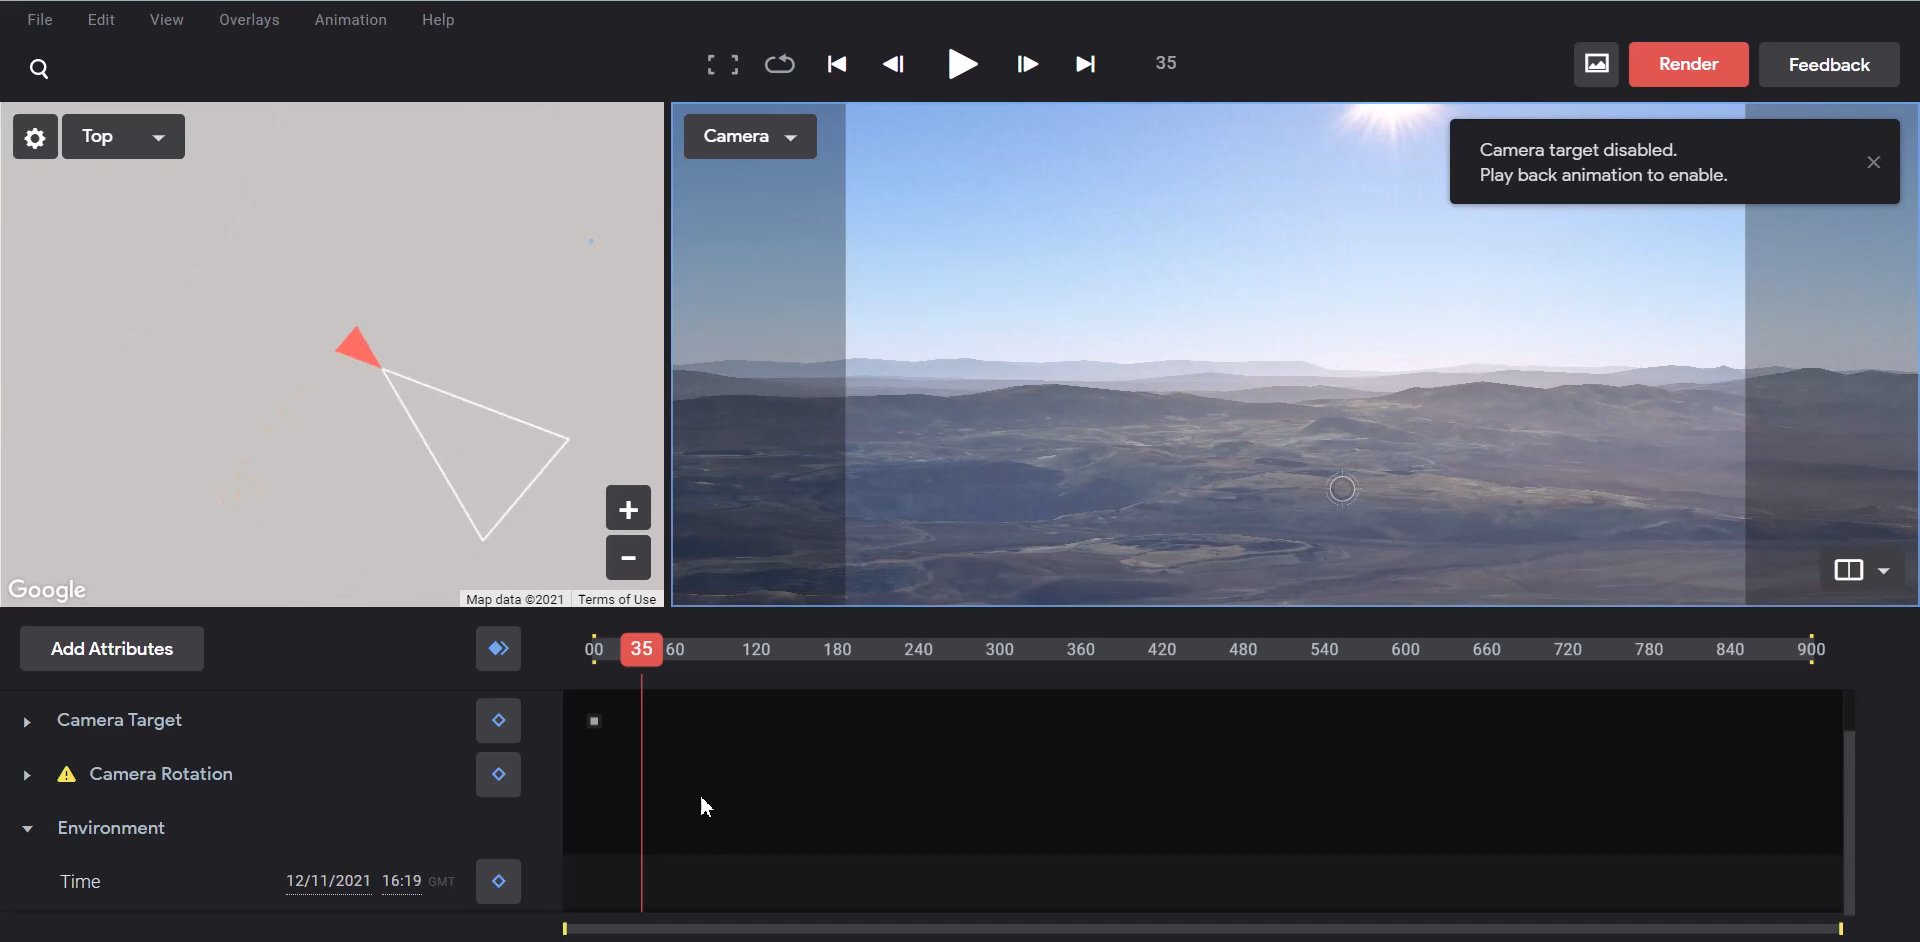 File Edit View Overlays Animation Help
35
Render
Feedback
Top
Camera
Camera target disabled.
Play back animation to enable.
Google
Map data ©2021 Terms of Use
Add Attributes
00 35 60 120 180 240 300 360 420 480 540 600 660 720 780 840 900
Camera Target
Camera Rotation
Environment
Time 12/11/2021 16:19 GMT